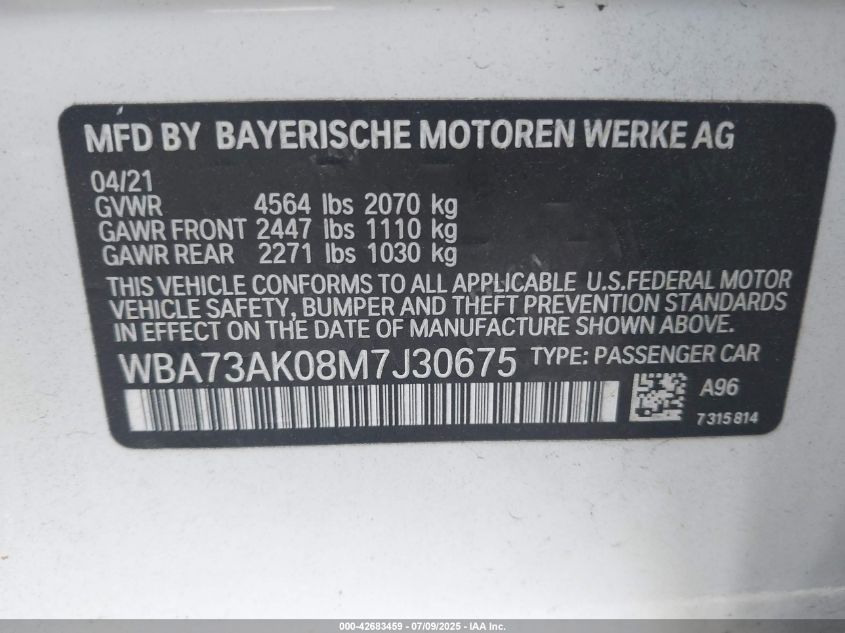 MFD BY BAYERISCHE MOTOREN WERKE AG
04/21
GVWR 4564 lbs 2070 kg
GAWR FRONT 2447 lbs 1110 kg
GAWR REAR 2271 lbs 1030 kg
THIS VEHICLE CONFORMS TO ALL APPLICABLE U.S.FEDERAL MOTOR
VEHICLE SAFETY, BUMPER AND THEFT PREVENTION STANDARDS
IN EFFECT ON THE DATE OF MANUFACTURE SHOWN ABOVE.
WBA73AK08M7J30675 TYPE: PASSENGER CAR
A96
7315814
000-42683459 - 07/09/2025 - IAA Inc.